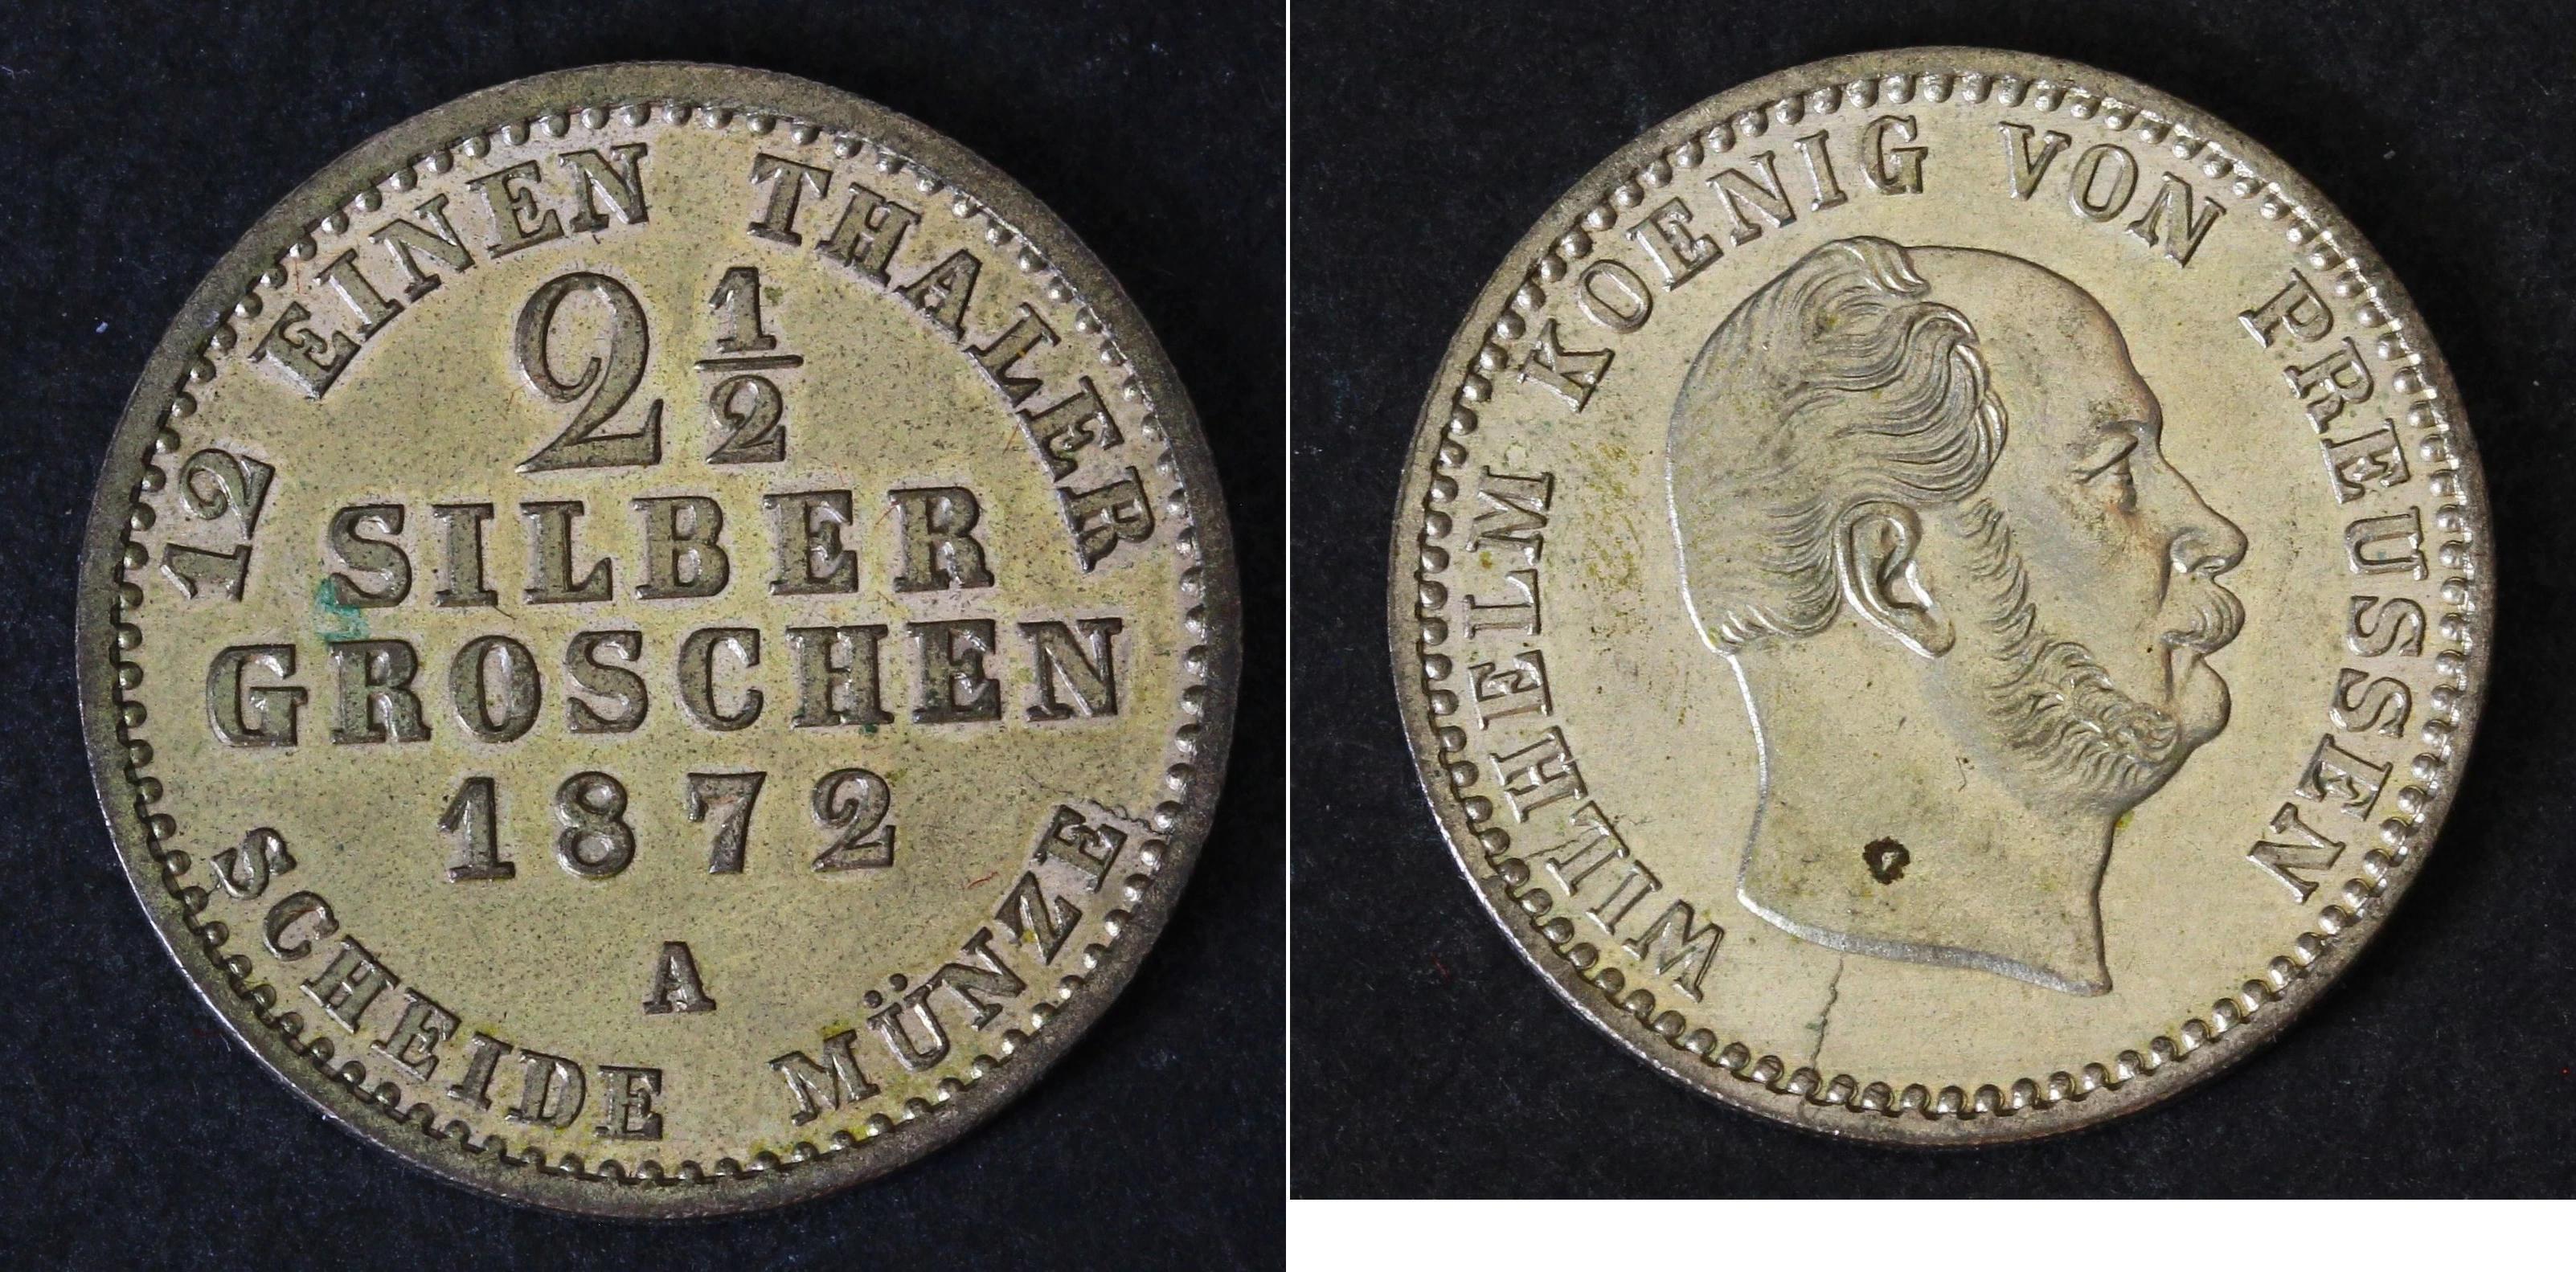 12 EINEN THALER
2 1/2
SILBER
GROSCHEN
1872
A
SCHEIDE MÜNZE
WILHELM KOENIG VON PREUSSEN